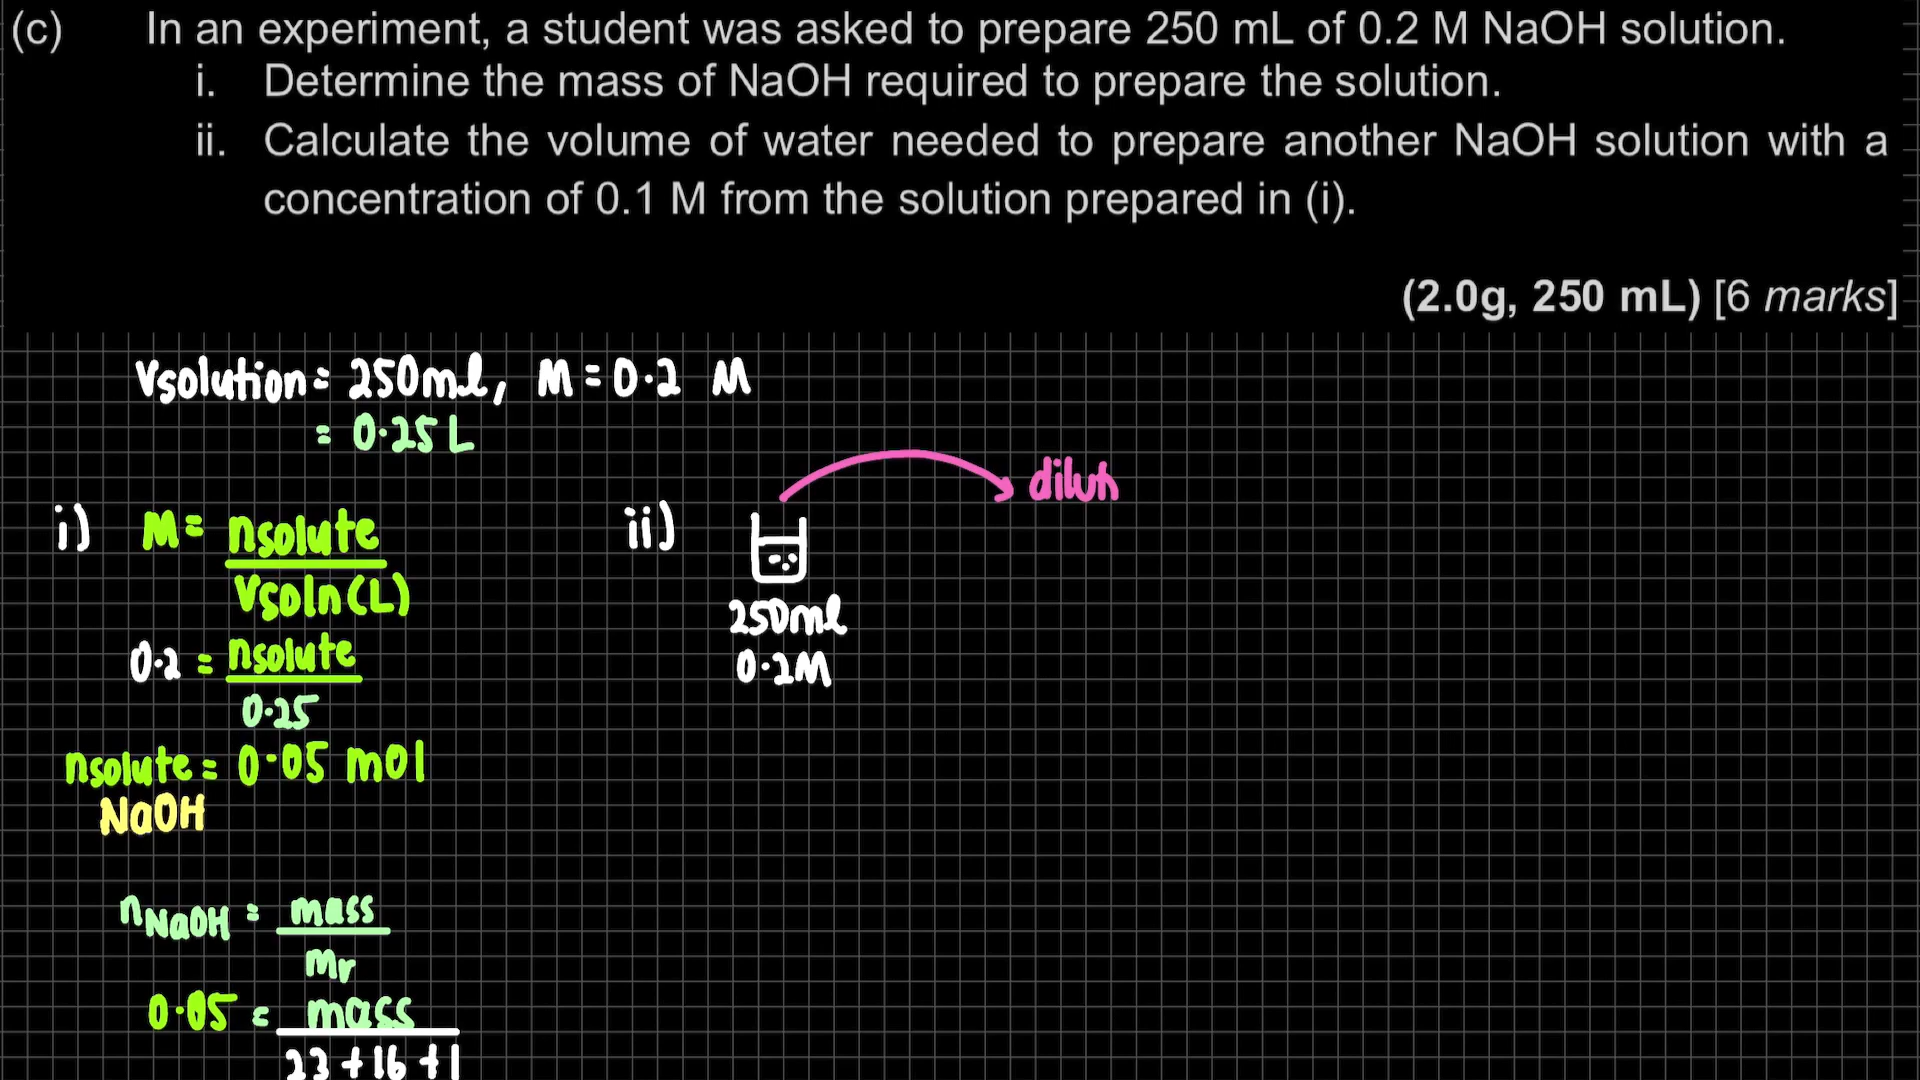 (c) In an experiment, a student was asked to prepare 250 mL of 0.2 M NaOH solution.
i. Determine the mass of NaOH required to prepare the solution.
ii. Calculate the volume of water needed to prepare another NaOH solution with a
concentration of 0.1 M from the solution prepared in (i).
(2.0g, 250 mL) [6 marks]
Vsolution = 250ml, M = 0.2 M
= 0.25 L
i) M = nsolute
Vsoln (L)
0.2 = nsolute
0.25
nsolute = 0.05 mol
NaOH
nNaOH = mass
Mr
0.05 = mass
23 + 16 + 1
ii)
dilut
250ml
0.2M